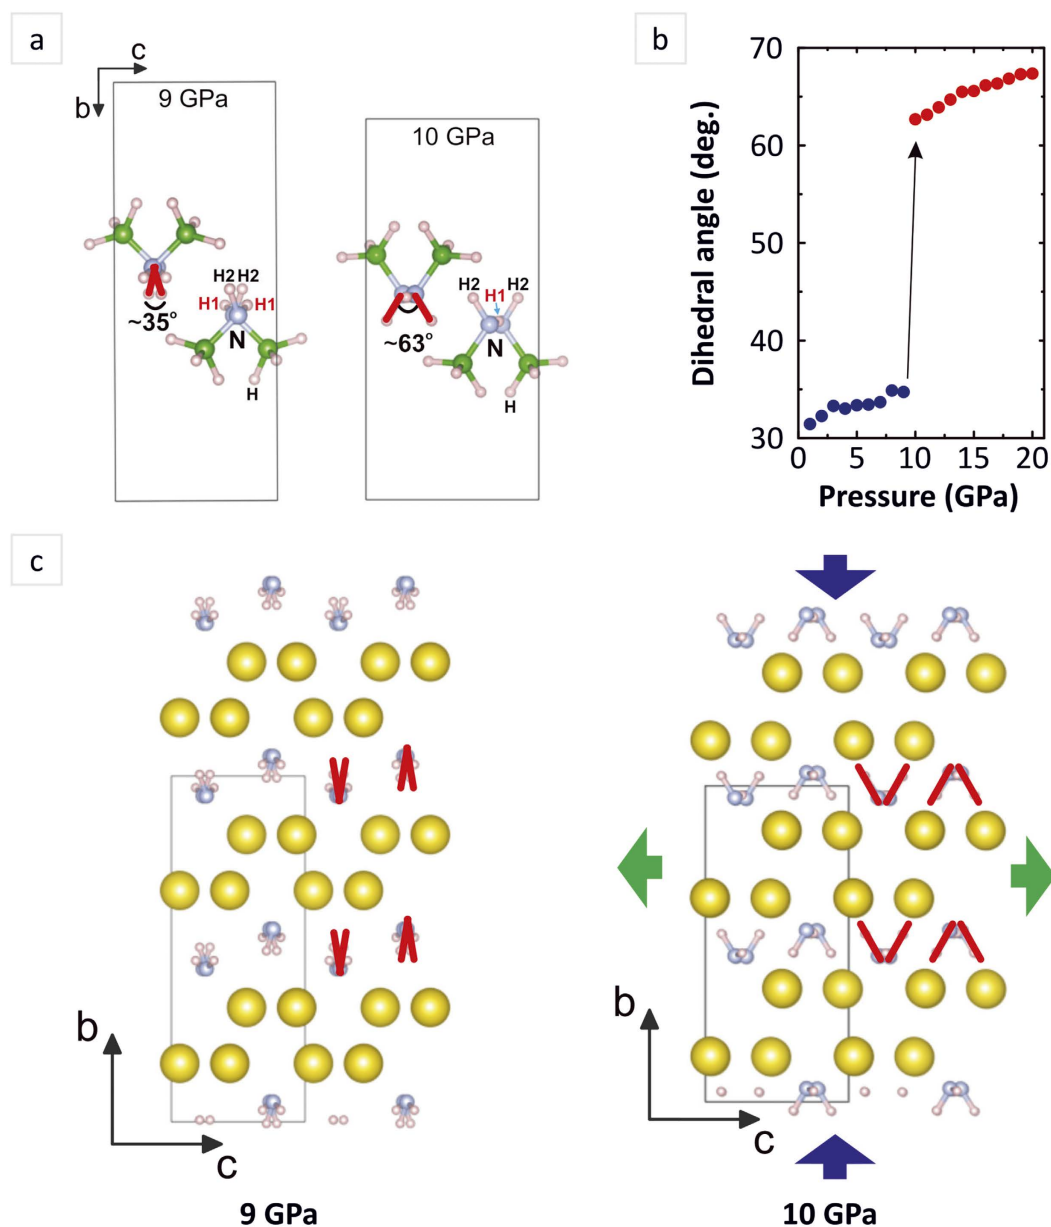 a
c
b
9 GPa
10 GPa
H2 H2
H1 H1
N
H
~35°
H2 H2
H1
N
H
~63°
b
Dihedral angle (deg.)
70
60
50
40
30
0 5 10 15 20
Pressure (GPa)
c
b
c
9 GPa
b
c
10 GPa